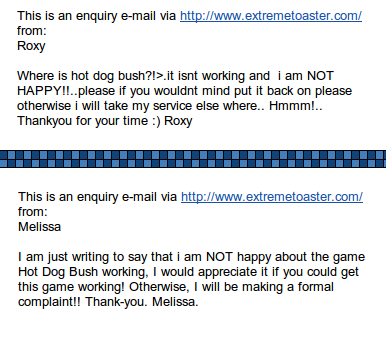 This is an enquiry e-mail via http://www.extremetoaster.com/
from:
Roxy
Where is hot dog bush?!>.it isnt working and  i am NOT
HAPPY!!..please if you wouldnt mind put it back on please
otherwise i will take my service else where.. Hmmm!..
Thankyou for your time :) Roxy
This is an enquiry e-mail via http://www.extremetoaster.com/
from:
Melissa
I am just writing to say that i am NOT happy about the game
Hot Dog Bush working, I would appreciate it if you could get
this game working! Otherwise, I will be making a formal
complaint!! Thank-you. Melissa.